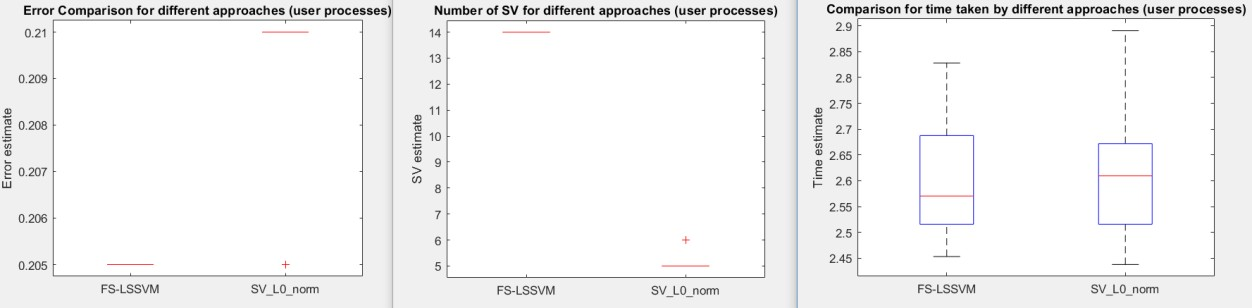 Error Comparison for different approaches (user processes)
0.21
0.209
0.208
0.207
0.206
0.205
Error estimate
FS-LSSVM
SV_L0_norm
Number of SV for different approaches (user processes)
14
13
12
11
10
9
8
7
6
5
SV estimate
FS-LSSVM
SV_L0_norm
Comparison for time taken by different approaches (user processes)
2.9
2.85
2.8
2.75
2.7
2.65
2.6
2.55
2.5
2.45
Time estimate
FS-LSSVM
SV_L0_norm